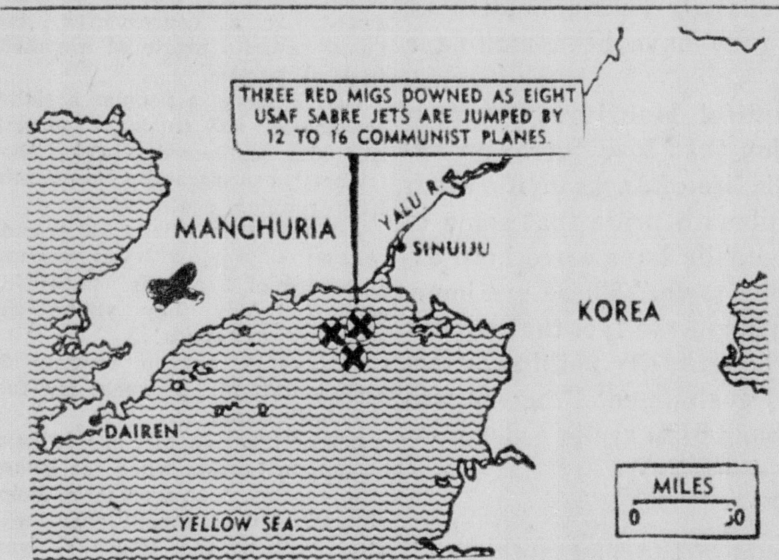 THREE RED MIGS DOWNED AS EIGHT
USAF SABRE JETS ARE JUMPED BY
12 TO 16 COMMUNIST PLANES
YALU R.
MANCHURIA
SINUIJU
KOREA
DAIREN
YELLOW SEA
MILES
0 50